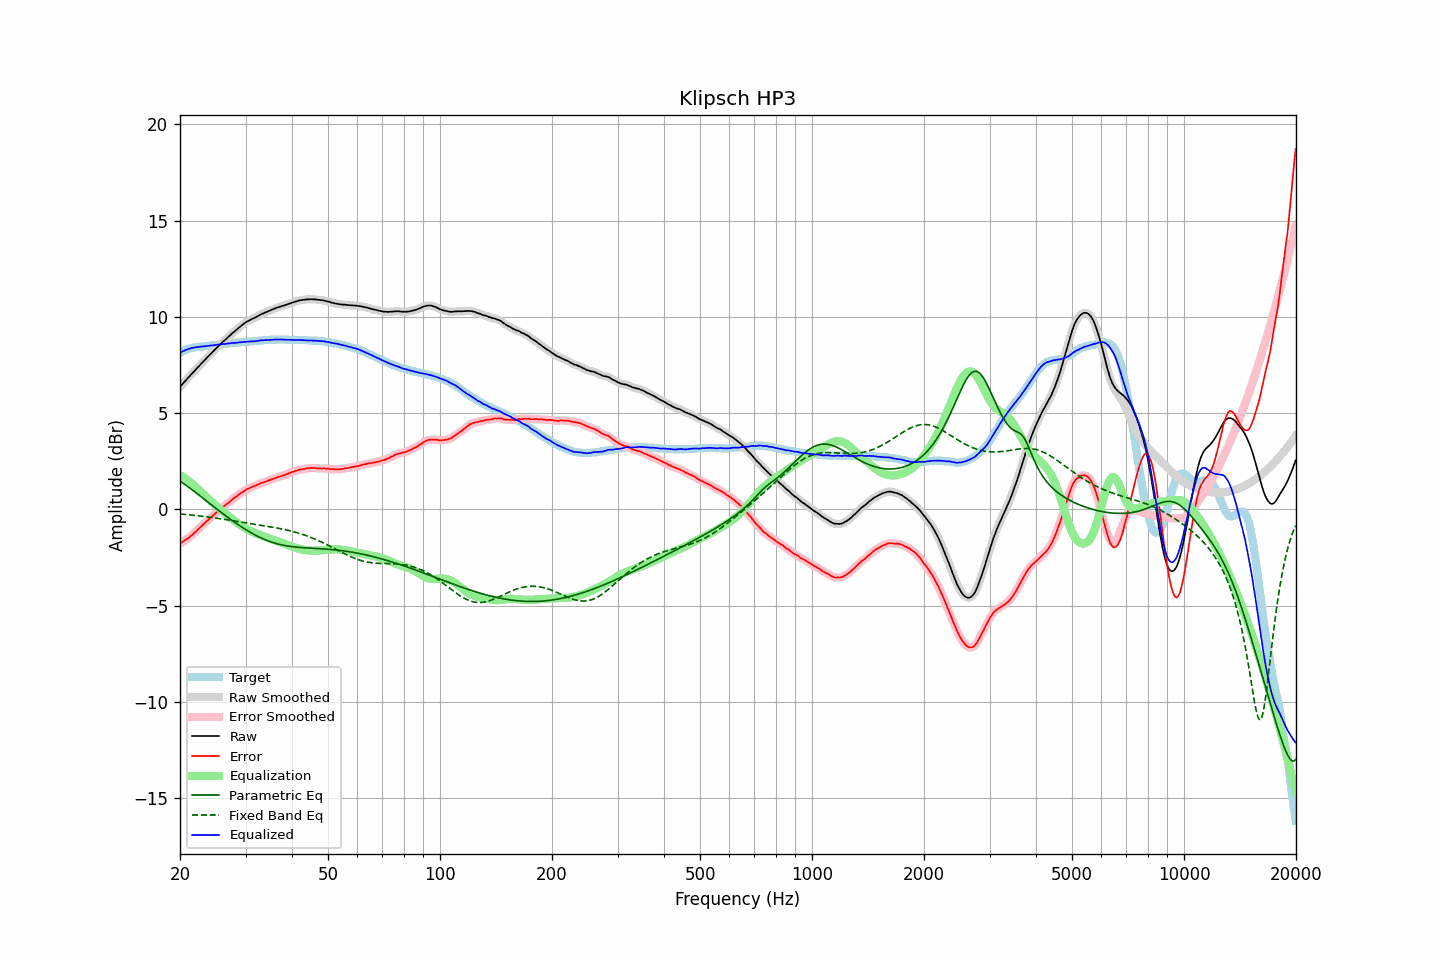 Klipsch HP3
Amplitude (dBr)
20
15
10
5
0
−5
−10
−15
Target
Raw Smoothed
Error Smoothed
Raw
Error
Equalization
Parametric Eq
Fixed Band Eq
Equalized
20 50 100 200 500 1000 2000 5000 10000 20000
Frequency (Hz)